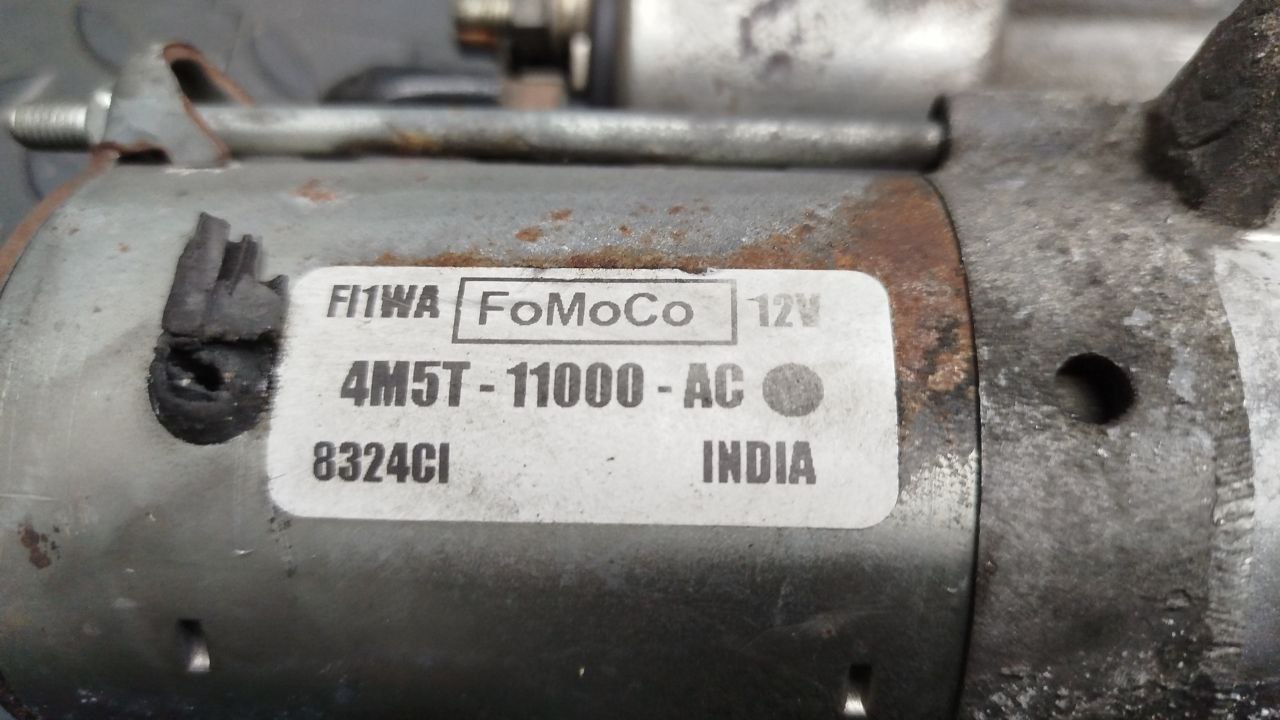 FI1WA FoMoCo 12V
4M5T - 11000 - AC
8324CI INDIA